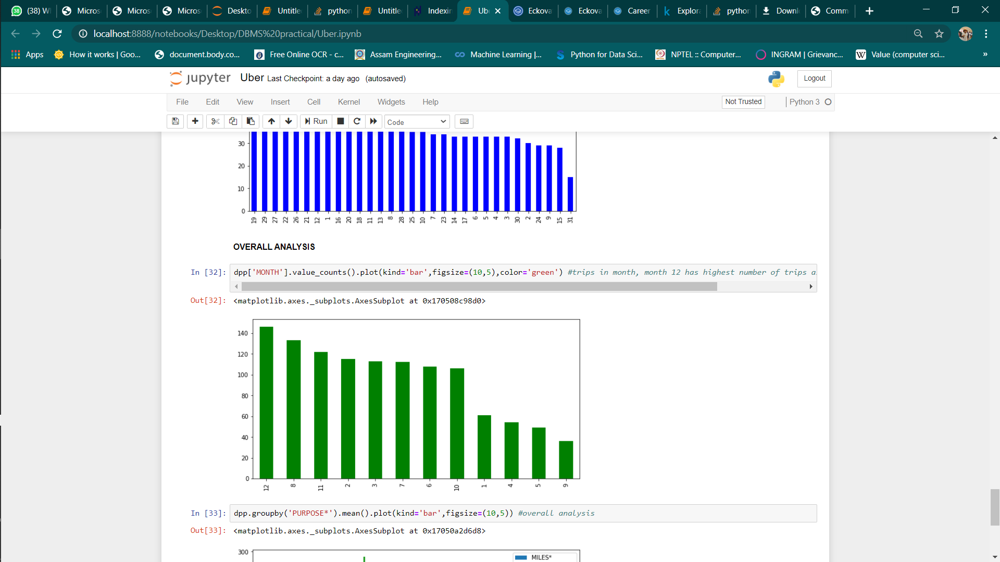 (38) W Micros Micros Micros Deskto Untitle python Untitle Indexin Ub Eckova Eckova Career Explora python Downl Comm
localhost:8888/notebooks/Desktop/DBMS%20practical/Uber.ipynb
Apps How it works | Goo... document.body.co... Free Online OCR - c... Assam Engineering... Machine Learning |... Python for Data Sci... NPTEL :: Computer... INGRAM | Grievanc... Value (computer sci... »
jupyter Uber Last Checkpoint: a day ago (autosaved) Logout
File Edit View Insert Cell Kernel Widgets Help Not Trusted Python 3
Run Code
30
20
10
0
19 29 27 22 26 21 12 1 16 20 18 11 13 8 28 25 10 7 23 14 17 6 5 4 3 30 2 24 9 15 31
OVERALL ANALYSIS
In [32]: dpp['MONTH'].value_counts().plot(kind='bar',figsize=(10,5),color='green') #trips in month, month 12 has highest number of trips a
Out[32]: <matplotlib.axes._subplots.AxesSubplot at 0x170508c98d0>
140
120
100
80
60
40
20
0
12 8 11 2 3 7 6 10 1 4 5 9
In [33]: dpp.groupby('PURPOSE*').mean().plot(kind='bar',figsize=(10,5)) #overall analysis
Out[33]: <matplotlib.axes._subplots.AxesSubplot at 0x17050a2d6d8>
300 MILES*